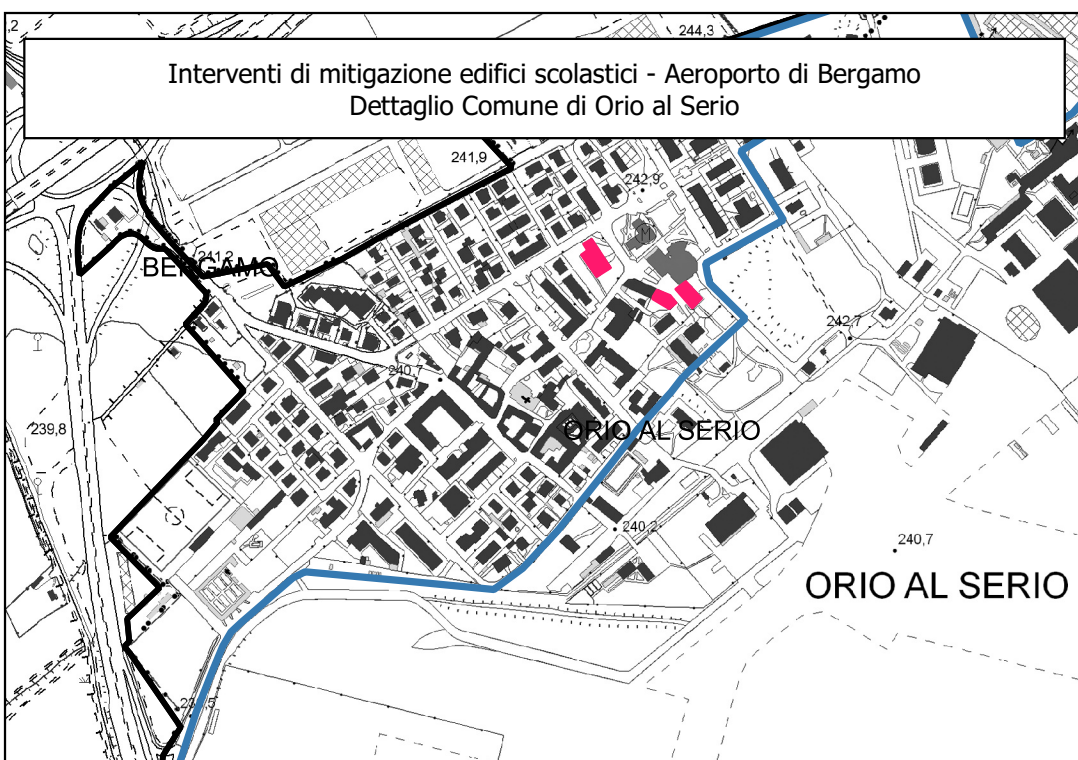 244,3
Interventi di mitigazione edifici scolastici - Aeroporto di Bergamo
Dettaglio Comune di Orio al Serio
241,9
242,9
241,2
BERGAMO
242,7
240,7
239,8
ORIO AL SERIO
240,2
240,7
ORIO AL SERIO